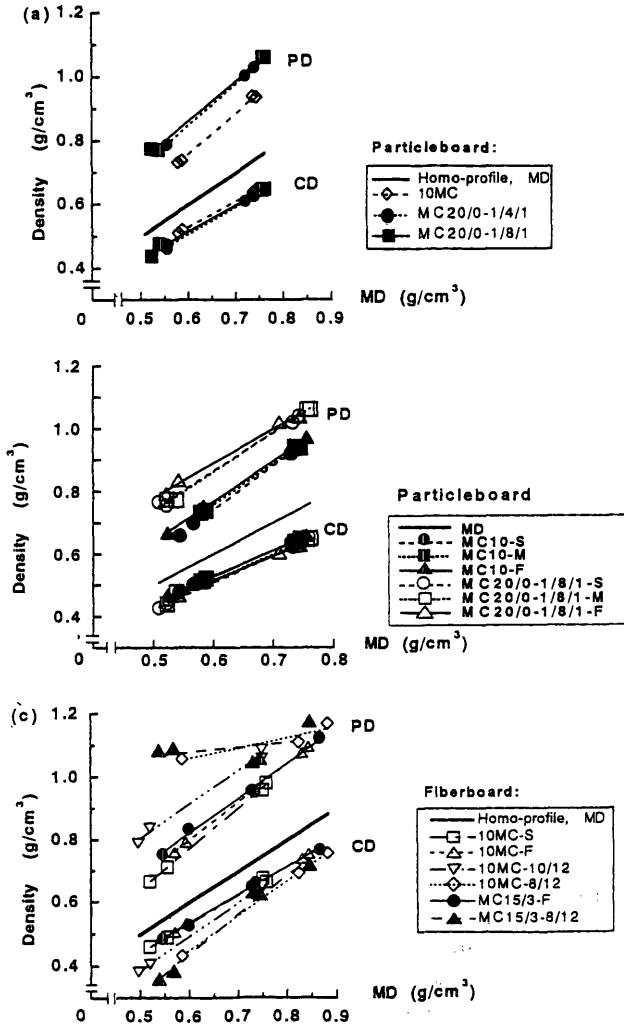 (a)
1.2
1.0
0.8
0.6
0.4
Density (g/cm³)
PD
CD
0 0.5 0.6 0.7 0.8 0.9
MD (g/cm³)
Particleboard:
Homo-profile, MD
10MC
MC20/0-1/4/1
MC20/0-1/8/1
1.2
1.0
0.8
0.6
0.4
Density (g/cm³)
PD
CD
0 0.5 0.6 0.7 0.8
MD (g/cm³)
Particleboard
MD
MC10-S
MC10-M
MC10-F
MC20/0-1/8/1-S
MC20/0-1/8/1-M
MC20/0-1/8/1-F
(c)
1.2
1.0
0.8
0.6
0.4
Density (g/cm³)
PD
CD
0 0.5 0.6 0.7 0.8 0.9
MD (g/cm³)
Fiberboard:
Homo-profile, MD
10MC-S
10MC-F
10MC-10/12
10MC-8/12
MC15/3-F
MC15/3-8/12